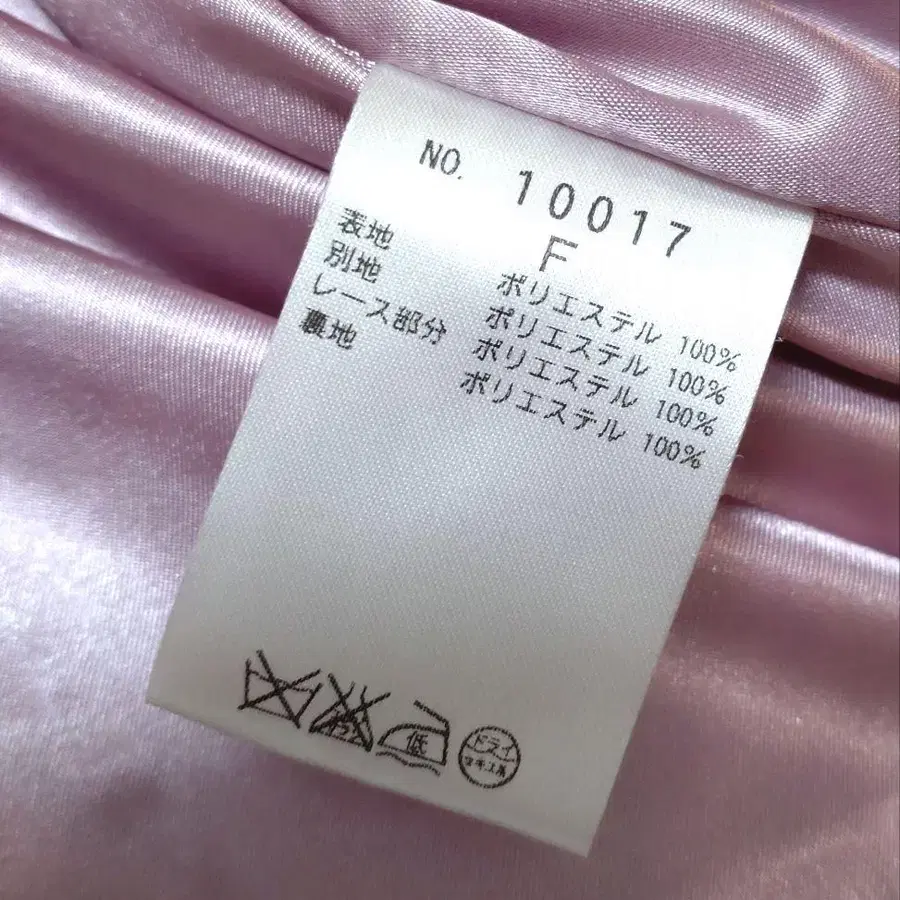 NO. 10017
F
表地 ポリエステル 100%
別地 ポリエステル 100%
レース部分 ポリエステル 100%
裏地 ポリエステル 100%
低
ドライ